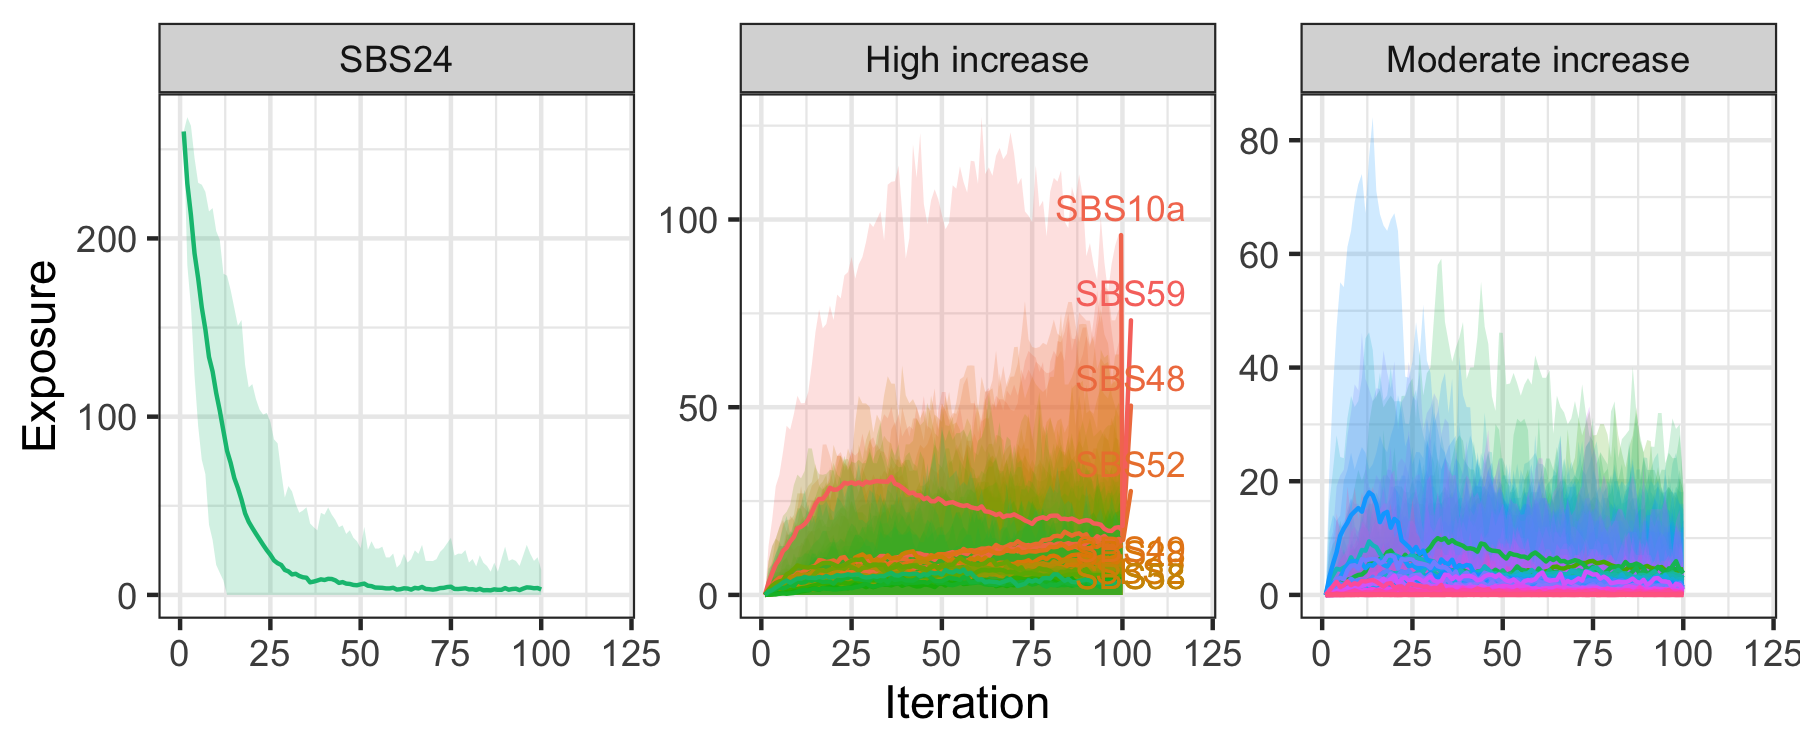 SBS24
High increase
Moderate increase
Exposure
200
100
0
100
50
0
80
60
40
20
0
SBS10a
SBS59
SBS48
SBS52
0 25 50 75 100 125
0 25 50 75 100 125
0 25 50 75 100 125
Iteration